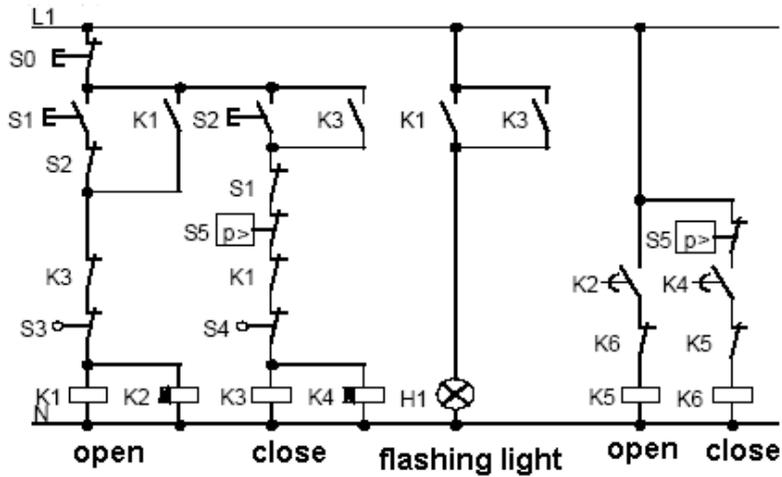 L1
S0
S1 K1 S2 K3 K1 K3
S2
S1
S5 p> S5 p>
K3 K1 K2 K4
S3 S4
K6 K5
K1 K2 K3 K4 H1 K5 K6
N
open close flashing light open close